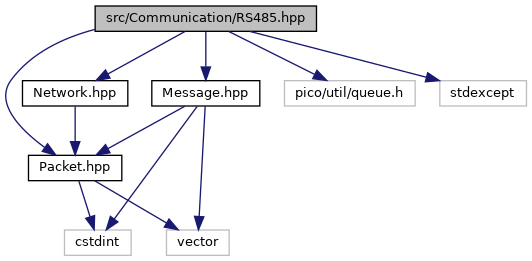 src/Communication/RS485.hpp
Network.hpp
Message.hpp
pico/util/queue.h
stdexcept
Packet.hpp
cstdint
vector